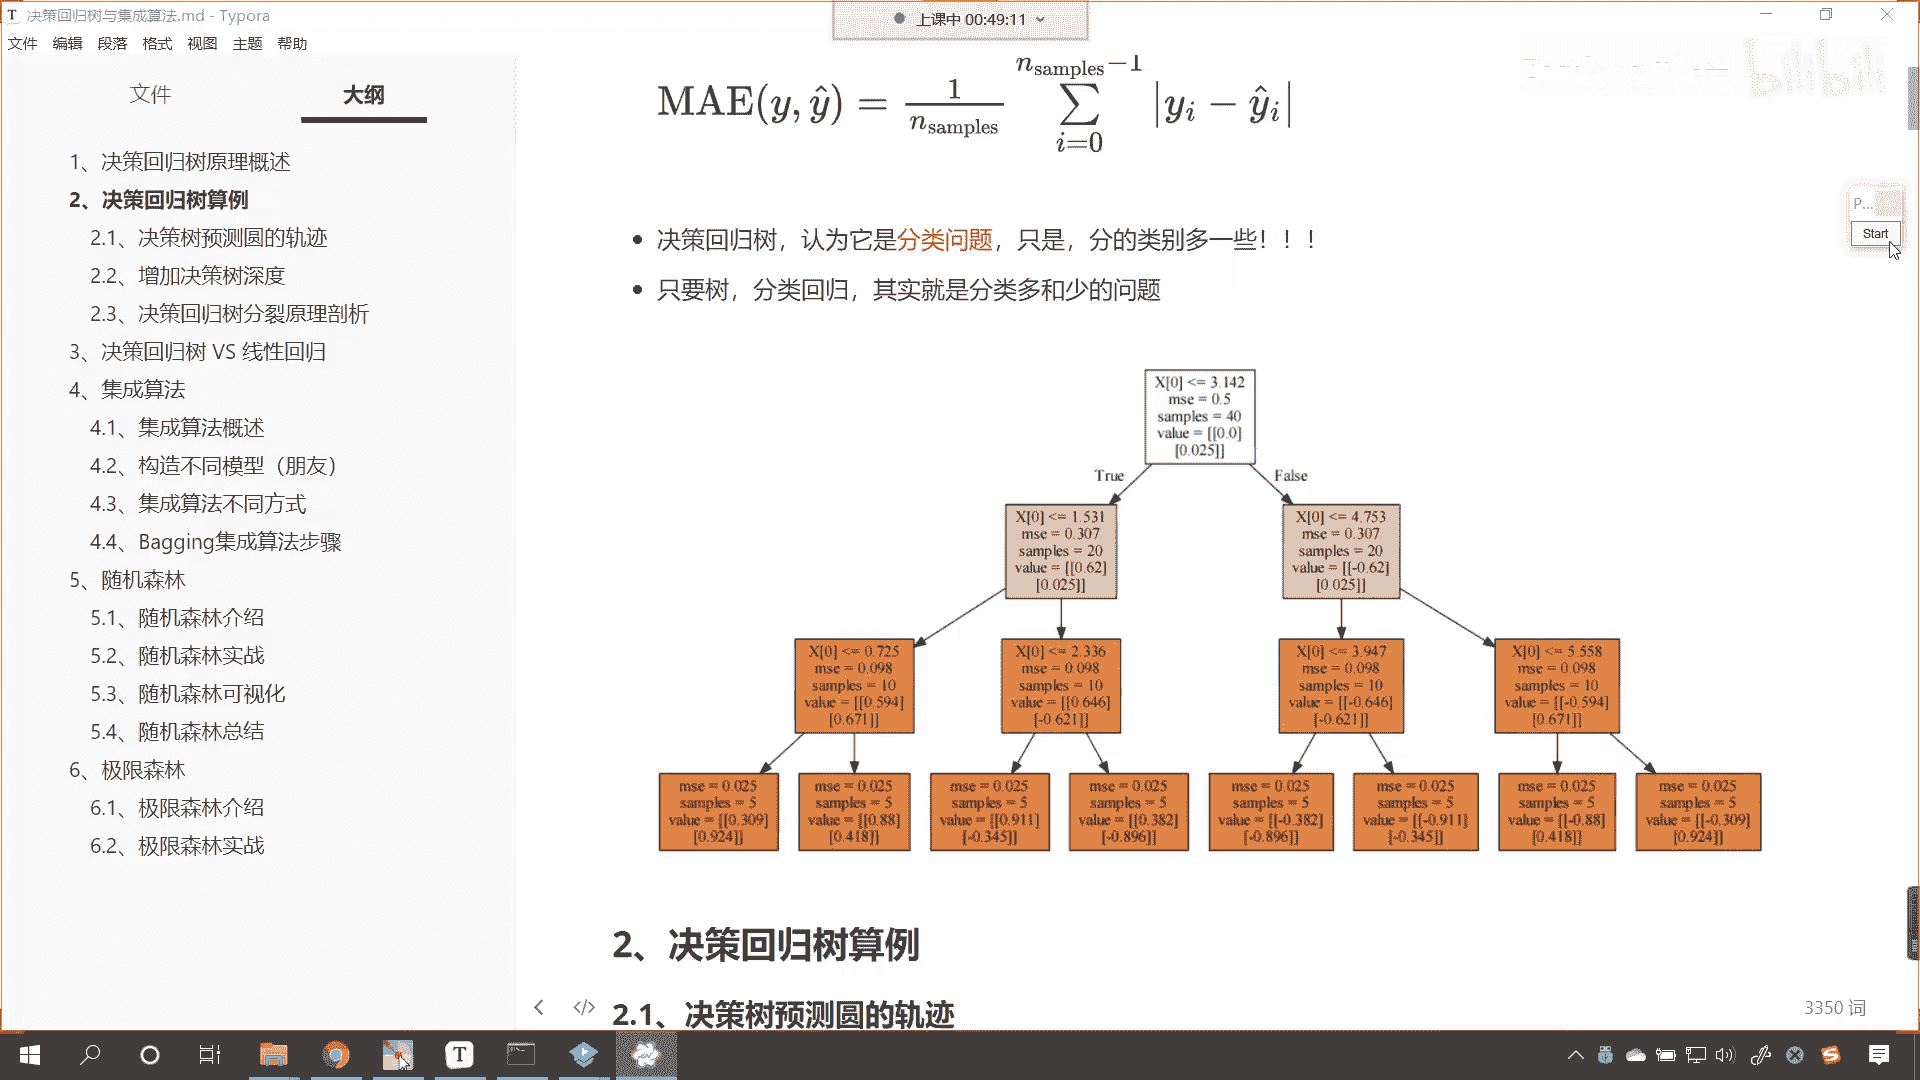 决策回归树与集成算法.md - Typora
上课中 00:49:11
文件 编辑 段落 格式 视图 主题 帮助
bilibili
文件 大纲
1、决策回归树原理概述
2、决策回归树算例
2.1、决策树预测圆的轨迹
2.2、增加决策树深度
2.3、决策回归树分裂原理剖析
3、决策回归树 VS 线性回归
4、集成算法
4.1、集成算法概述
4.2、构造不同模型（朋友）
4.3、集成算法不同方式
4.4、Bagging集成算法步骤
5、随机森林
5.1、随机森林介绍
5.2、随机森林实战
5.3、随机森林可视化
5.4、随机森林总结
6、极限森林
6.1、极限森林介绍
6.2、极限森林实战
MAE(y, ŷ) = 1/n_samples ∑_{i=0}^{n_samples−1} |y_i − ŷ_i|
P...
Start
决策回归树，认为它是分类问题，只是，分的类别多一些！！！
只要树，分类回归，其实就是分类多和少的问题
X[0] <= 3.142
mse = 0.5
samples = 40
value = [[0.0]
[0.025]]
True False
X[0] <= 1.531
mse = 0.307
samples = 20
value = [[0.62]
[0.025]]
X[0] <= 4.753
mse = 0.307
samples = 20
value = [[-0.62]
[0.025]]
X[0] <= 0.725
mse = 0.098
samples = 10
value = [[0.594]
[0.671]]
X[0] <= 2.336
mse = 0.098
samples = 10
value = [[0.646]
[-0.621]]
X[0] <= 3.947
mse = 0.098
samples = 10
value = [[-0.646]
[-0.621]]
X[0] <= 5.558
mse = 0.098
samples = 10
value = [[-0.594]
[0.671]]
mse = 0.025
samples = 5
value = [[0.309]
[0.924]]
mse = 0.025
samples = 5
value = [[0.88]
[0.418]]
mse = 0.025
samples = 5
value = [[0.911]
[-0.345]]
mse = 0.025
samples = 5
value = [[0.382]
[-0.896]]
mse = 0.025
samples = 5
value = [[-0.382]
[-0.896]]
mse = 0.025
samples = 5
value = [[-0.911]
[-0.345]]
mse = 0.025
samples = 5
value = [[-0.88]
[0.418]]
mse = 0.025
samples = 5
value = [[-0.309]
[0.924]]
2、决策回归树算例
2.1、决策树预测圆的轨迹
3350 词